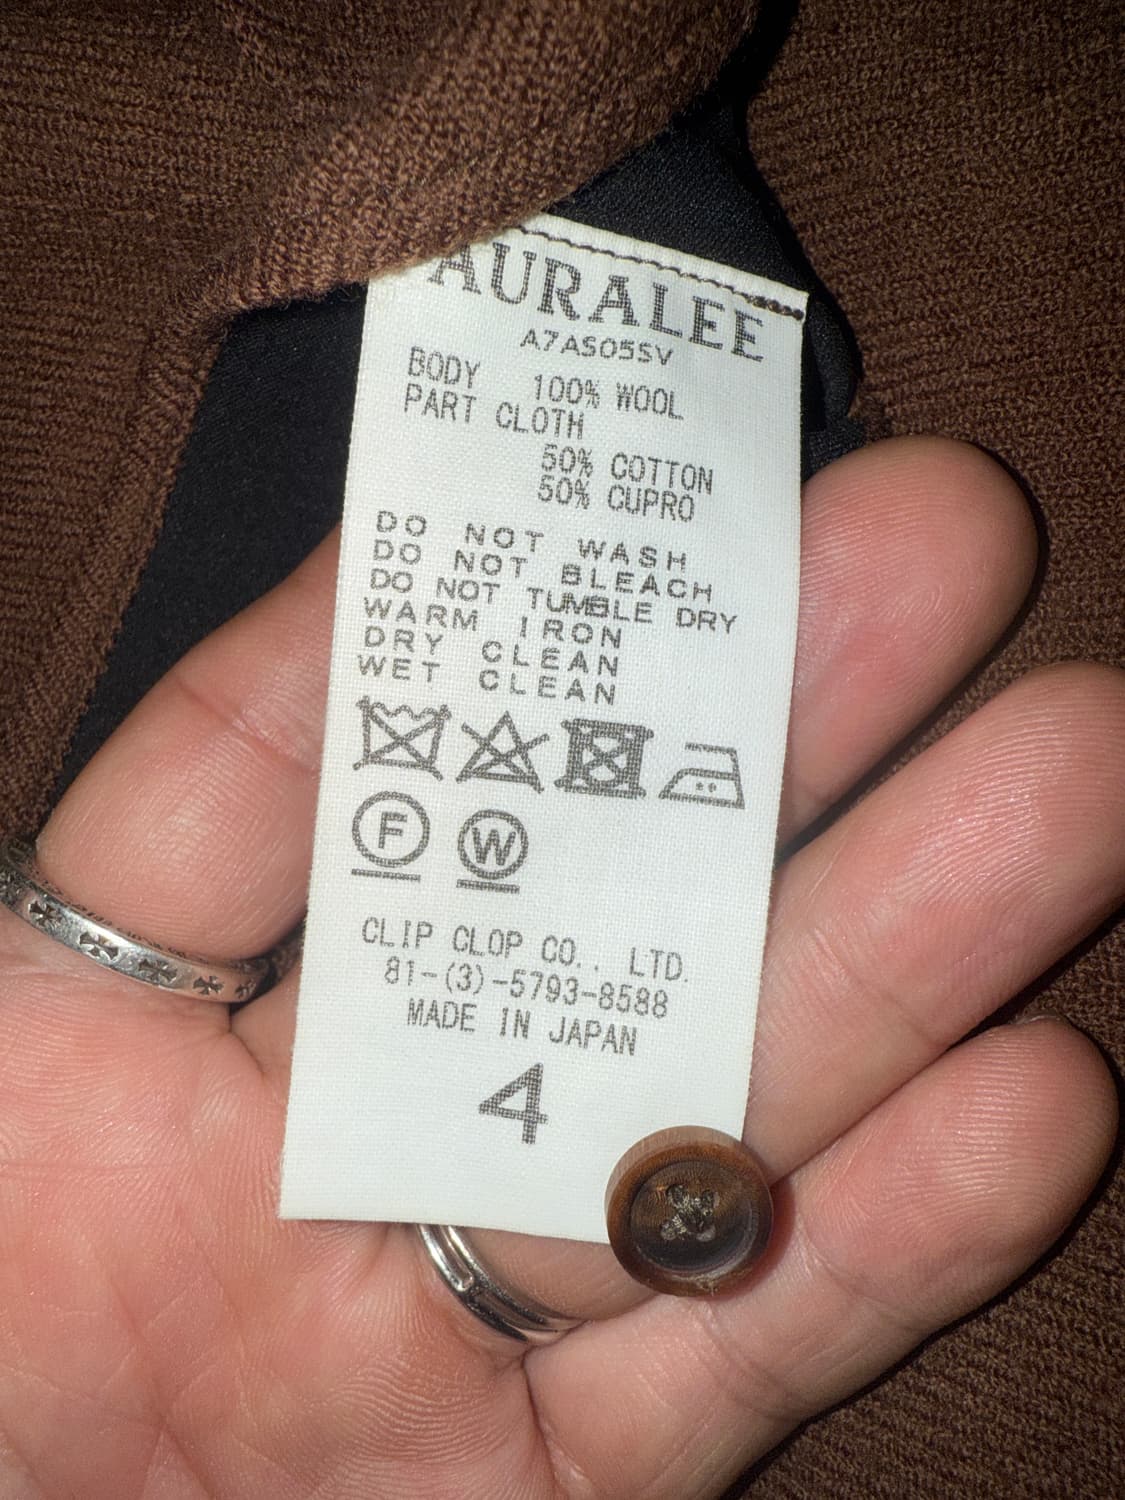 AURALEE
A7AS05SV
BODY 100% WOOL
PART CLOTH
50% COTTON
50% CUPRO
DO NOT WASH
DO NOT BLEACH
DO NOT TUMBLE DRY
WARM IRON
DRY CLEAN
WET CLEAN
F W
CLIP CLOP CO., LTD.
81-(3)-5793-8588
MADE IN JAPAN
4